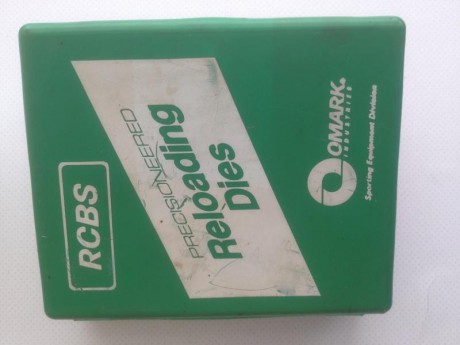 RCBS
PRECISIONEERED
Reloading
Dies
OMARK®
INDUSTRIES
Sporting Equipment Division